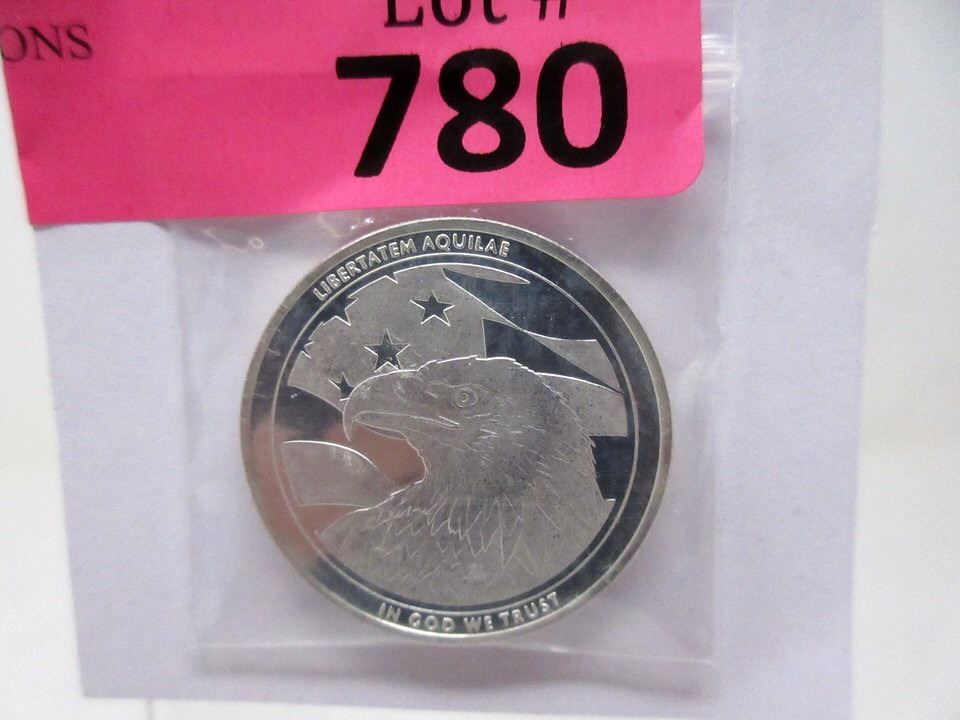 Lot #
ONS
780
LIBERTATEM AQUILAE
IN GOD WE TRUST